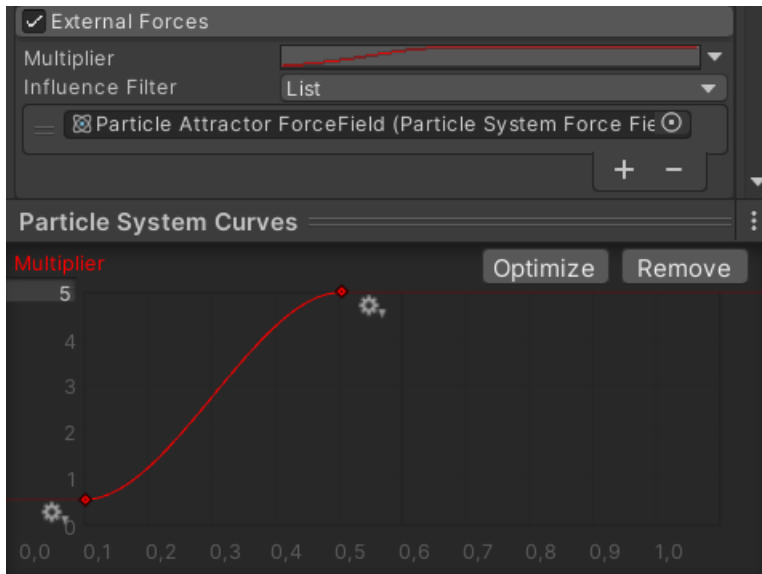 External Forces
Multiplier
Influence Filter List
Particle Attractor ForceField (Particle System Force Fie
+ −
Particle System Curves
Multiplier Optimize Remove
5
4
3
2
1
0
0,0 0,1 0,2 0,3 0,4 0,5 0,6 0,7 0,8 0,9 1,0